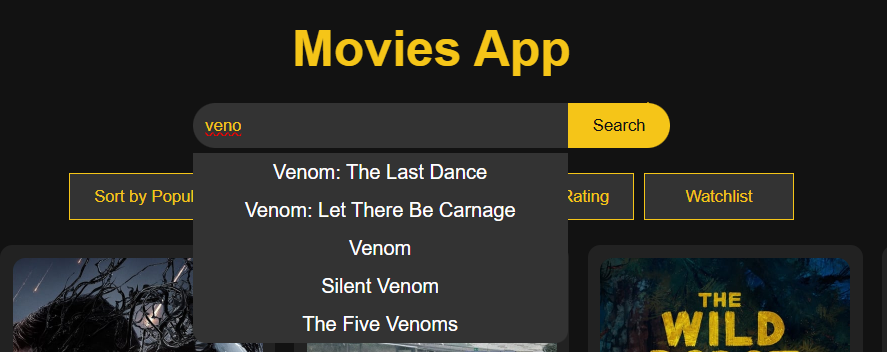 Movies App
veno
Search
Venom: The Last Dance
Sort by Popul
Rating
Watchlist
Venom: Let There Be Carnage
Venom
Silent Venom
The Five Venoms
THE
WILD